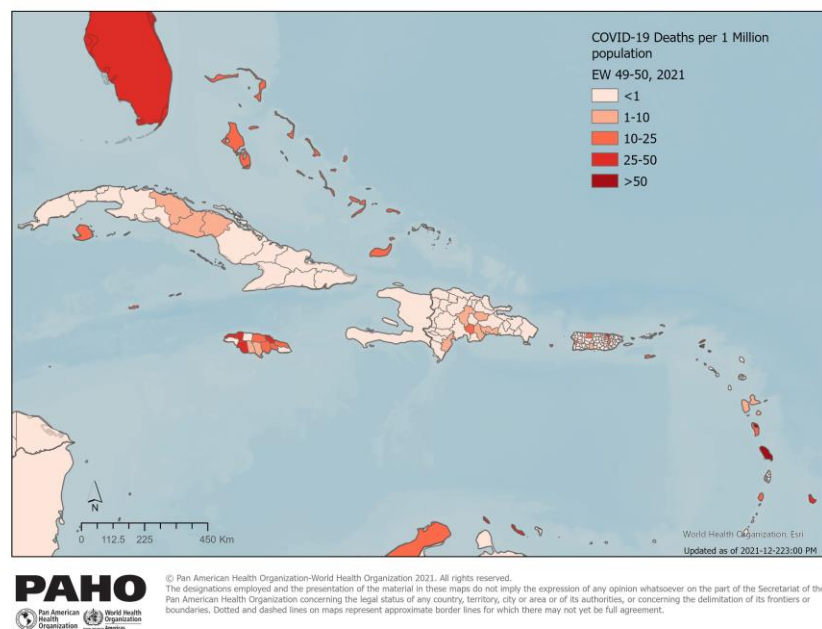 COVID-19 Deaths per 1 Million
population
EW 49-50, 2021
<1
1-10
10-25
25-50
>50
N
0 112.5 225 450 Km
World Health Organization, Esri
Updated as of 2021-12-223:00 PM
PAHO
Pan American
Health
Organization
World Health
Organization
Americas
© Pan American Health Organization-World Health Organization 2021. All rights reserved.
The designations employed and the presentation of the material in these maps do not imply the expression of any opinion whatsoever on the part of the Secretariat of the
Pan American Health Organization concerning the legal status of any country, territory, city or area or of its authorities, or concerning the delimitation of its frontiers or
boundaries. Dotted and dashed lines on maps represent approximate border lines for which there may not yet be full agreement.